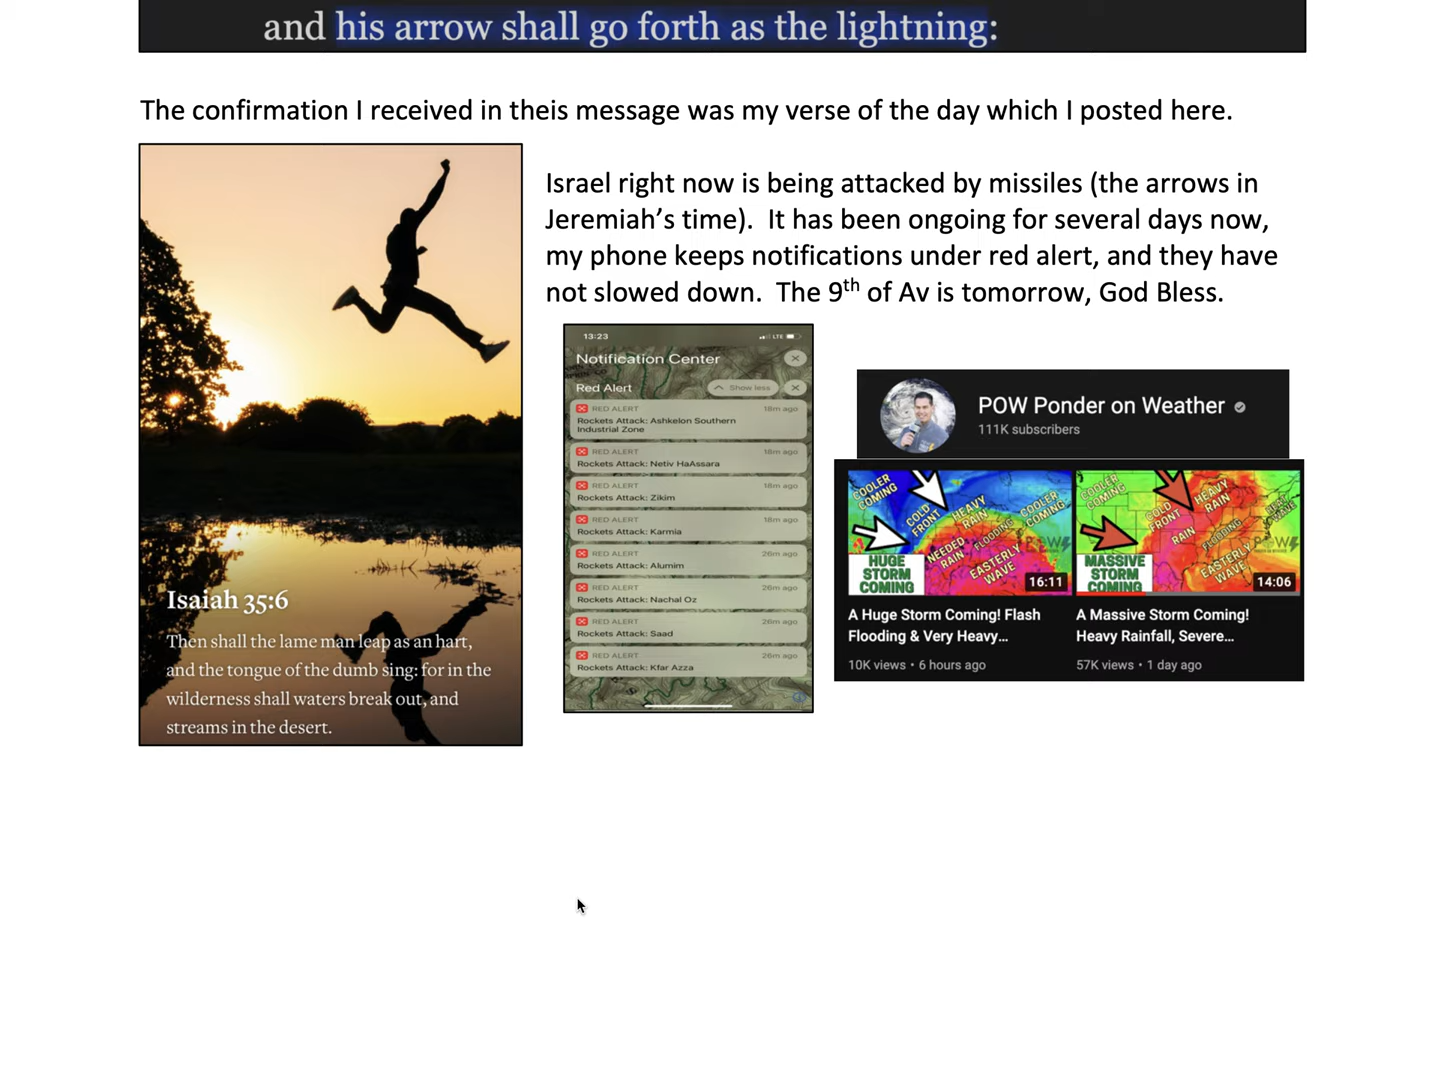 and his arrow shall go forth as the lightning:
The confirmation I received in theis message was my verse of the day which I posted here.
Isaiah 35:6
Then shall the lame man leap as an hart,
and the tongue of the dumb sing: for in the
wilderness shall waters break out, and
streams in the desert.
Israel right now is being attacked by missiles (the arrows in
Jeremiah’s time).  It has been ongoing for several days now,
my phone keeps notifications under red alert, and they have
not slowed down.  The 9th of Av is tomorrow, God Bless.
13:23
LTE
Notification Center
Red Alert
Show less
RED ALERT 18m ago
Rockets Attack: Ashkelon Southern
Industrial Zone
RED ALERT 18m ago
Rockets Attack: Netiv HaAssara
RED ALERT 18m ago
Rockets Attack: Zikim
RED ALERT 18m ago
Rockets Attack: Karmia
RED ALERT 26m ago
Rockets Attack: Alumim
RED ALERT 26m ago
Rockets Attack: Nachal Oz
RED ALERT 26m ago
Rockets Attack: Saad
RED ALERT 26m ago
Rockets Attack: Kfar Azza
POW Ponder on Weather
111K subscribers
COOLER
COMING
COLD
FRONT
HEAVY
RAIN
COOLER
COMING
FLOODING
NEEDED
RAIN
EASTERLY
WAVE
POW
HUGE
STORM
COMING
16:11
A Huge Storm Coming! Flash
Flooding & Very Heavy...
10K views • 6 hours ago
COOLER
COMING
COLD
FRONT
HEAVY
RAIN
RAIN
FLOODING
WAVE
EASTERLY
WAVE
POW
MASSIVE
STORM
COMING
14:06
A Massive Storm Coming!
Heavy Rainfall, Severe...
57K views • 1 day ago